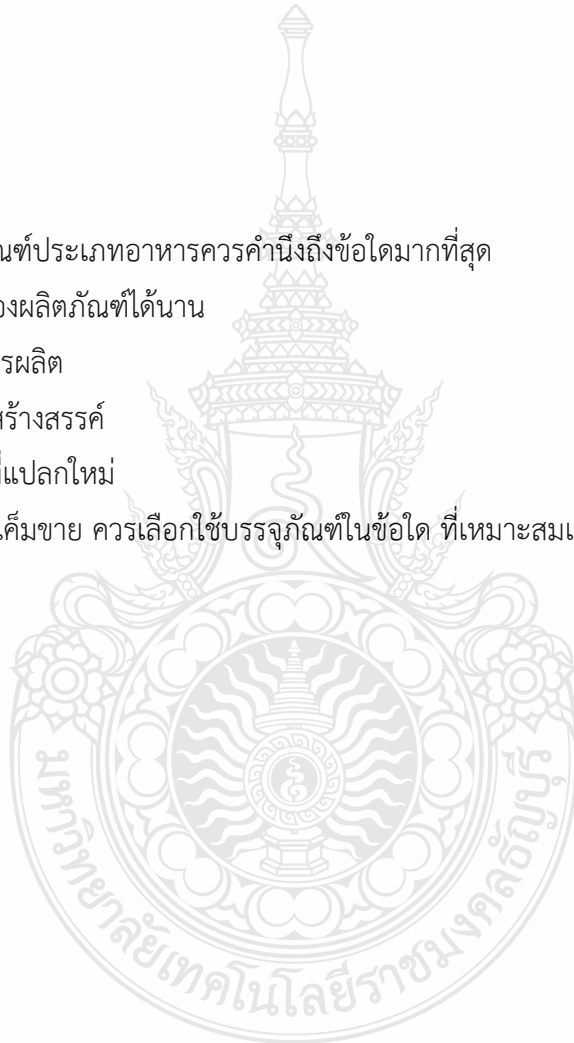 ณฑ์ประเภทอาหารควรคำนึงถึงข้อใดมากที่สุด
องผลิตภัณฑ์ได้นาน
รผลิต
สร้างสรรค์
ที่แปลกใหม่
เค็มขาย ควรเลือกใช้บรรจุภัณฑ์ในข้อใด ที่เหมาะสม
มหาวิทยาลัยเทคโนโลยีราชมงคลธัญบุรี